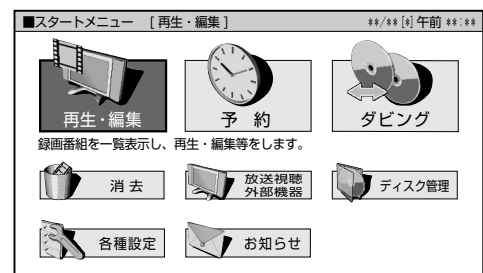 ■スタートメニュー [再生・編集] **/**[*]午前**:**
再生・編集
予 約
ダビング
録画番組を一覧表示し、再生・編集等をします。
消 去
放送視聴
外部機器
ディスク管理
各種設定
お知らせ